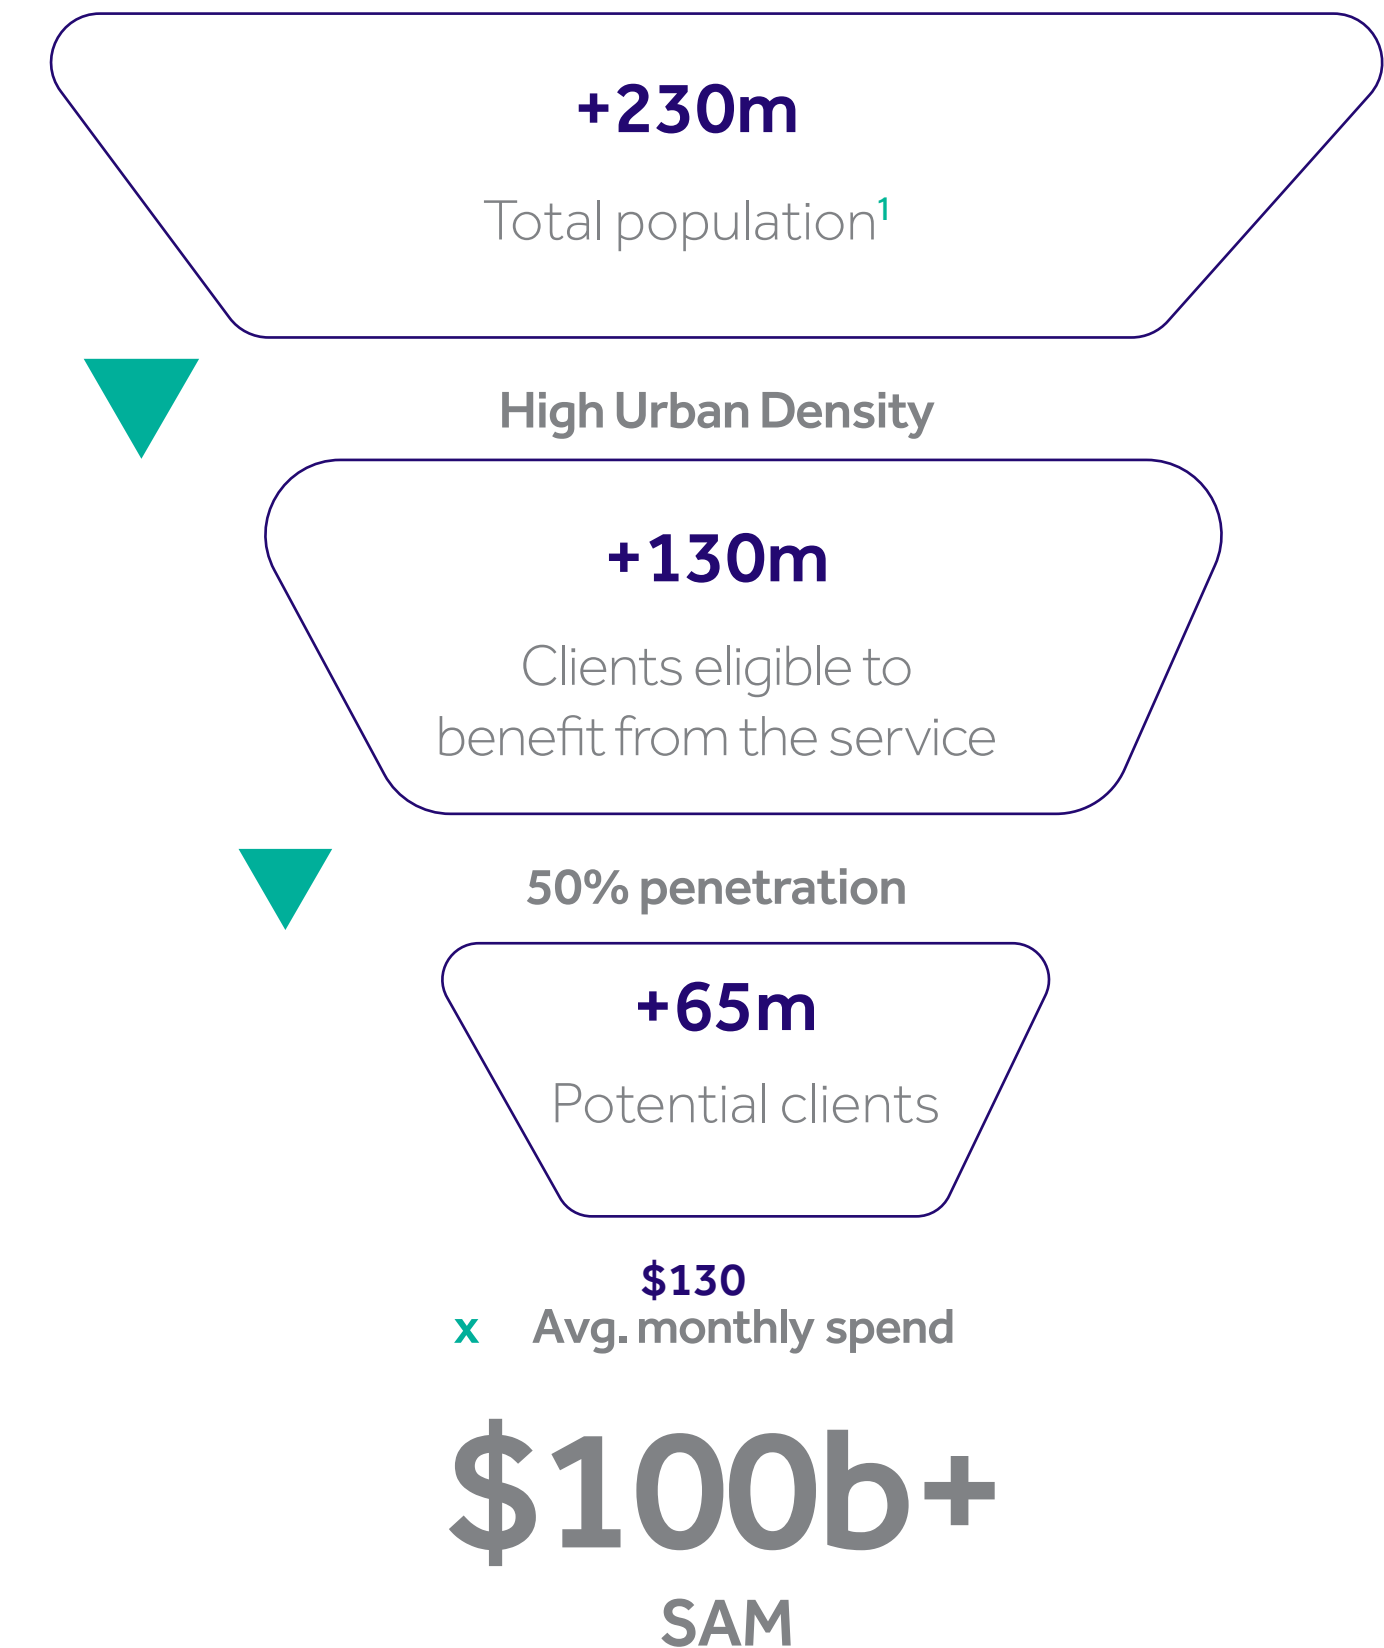 +230m
Total population¹
High Urban Density
+130m
Clients eligible to
benefit from the service
50% penetration
+65m
Potential clients
$130
x Avg. monthly spend
$100b+
SAM